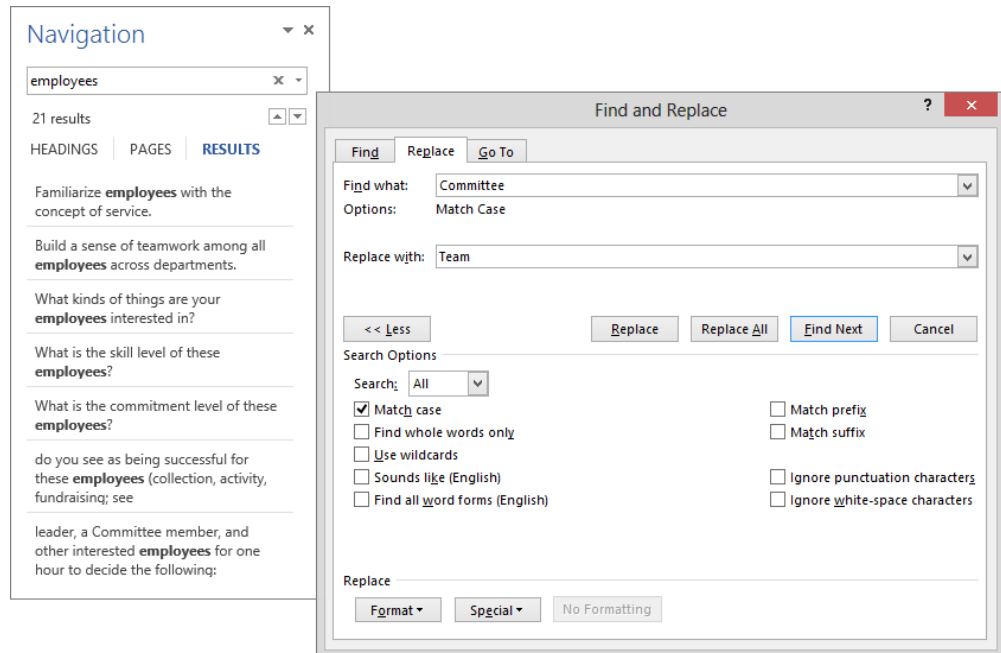 Navigation
employees
21 results
HEADINGS PAGES RESULTS
Familiarize employees with the
concept of service.
Build a sense of teamwork among all
employees across departments.
What kinds of things are your
employees interested in?
What is the skill level of these
employees?
What is the commitment level of these
employees?
do you see as being successful for
these employees (collection, activity,
fundraising; see
leader, a Committee member, and
other interested employees for one
hour to decide the following:
Find and Replace
Find Replace Go To
Find what: Committee
Options: Match Case
Replace with: Team
<< Less Replace Replace All Find Next Cancel
Search Options
Search: All
Match case Match prefix
Find whole words only Match suffix
Use wildcards
Sounds like (English) Ignore punctuation characters
Find all word forms (English) Ignore white-space characters
Replace
Format Special No Formatting